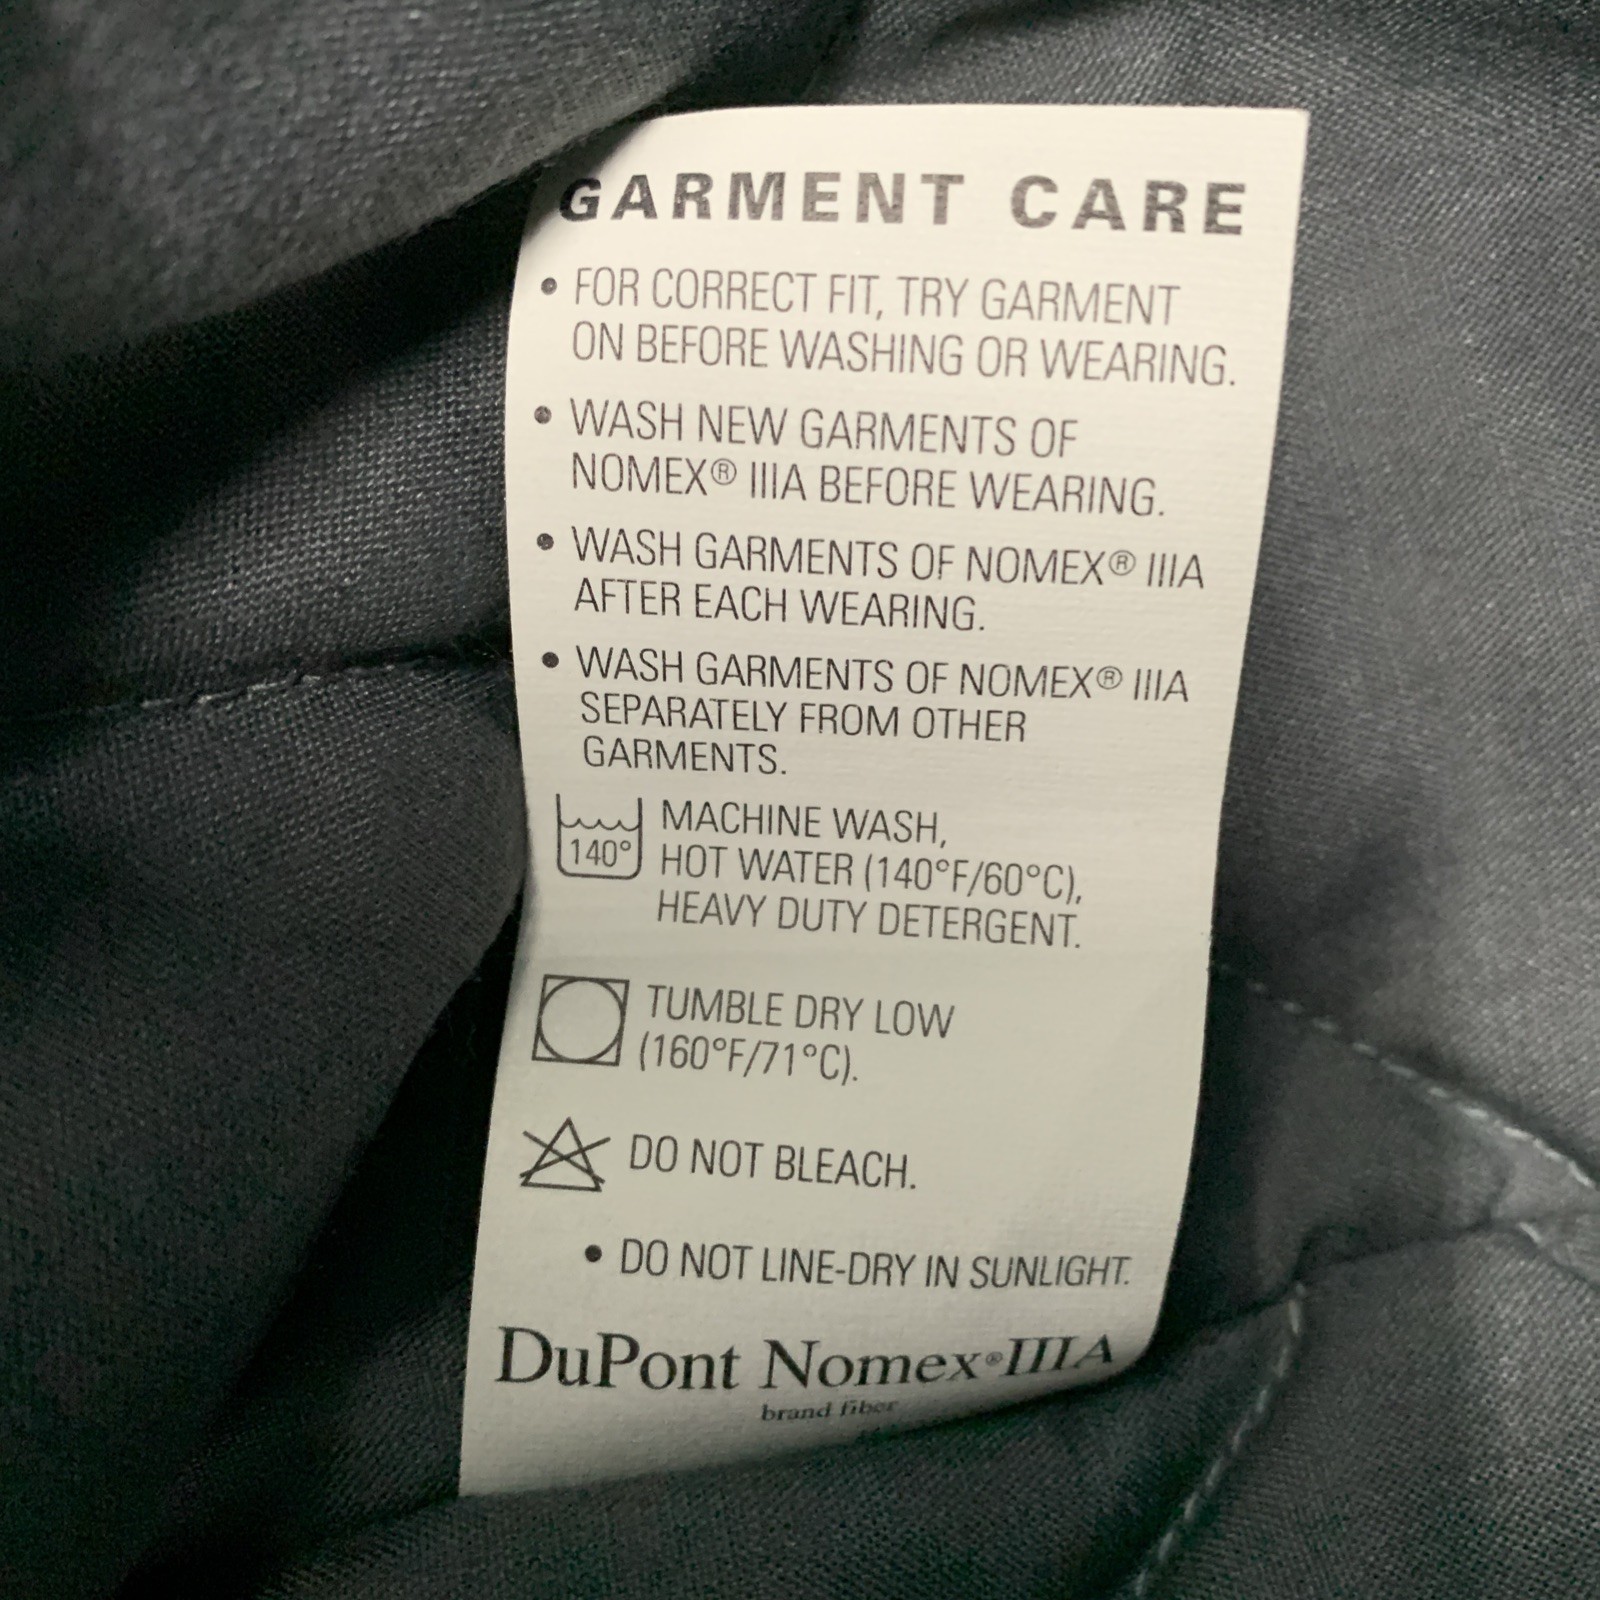 GARMENT CARE
• FOR CORRECT FIT, TRY GARMENT
ON BEFORE WASHING OR WEARING.
• WASH NEW GARMENTS OF
NOMEX® IIIA BEFORE WEARING.
• WASH GARMENTS OF NOMEX® IIIA
AFTER EACH WEARING.
• WASH GARMENTS OF NOMEX® IIIA
SEPARATELY FROM OTHER
GARMENTS.
MACHINE WASH,
140° HOT WATER (140°F/60°C),
HEAVY DUTY DETERGENT.
TUMBLE DRY LOW
(160°F/71°C).
DO NOT BLEACH.
• DO NOT LINE-DRY IN SUNLIGHT.
DuPont Nomex® IIIA
brand fiber